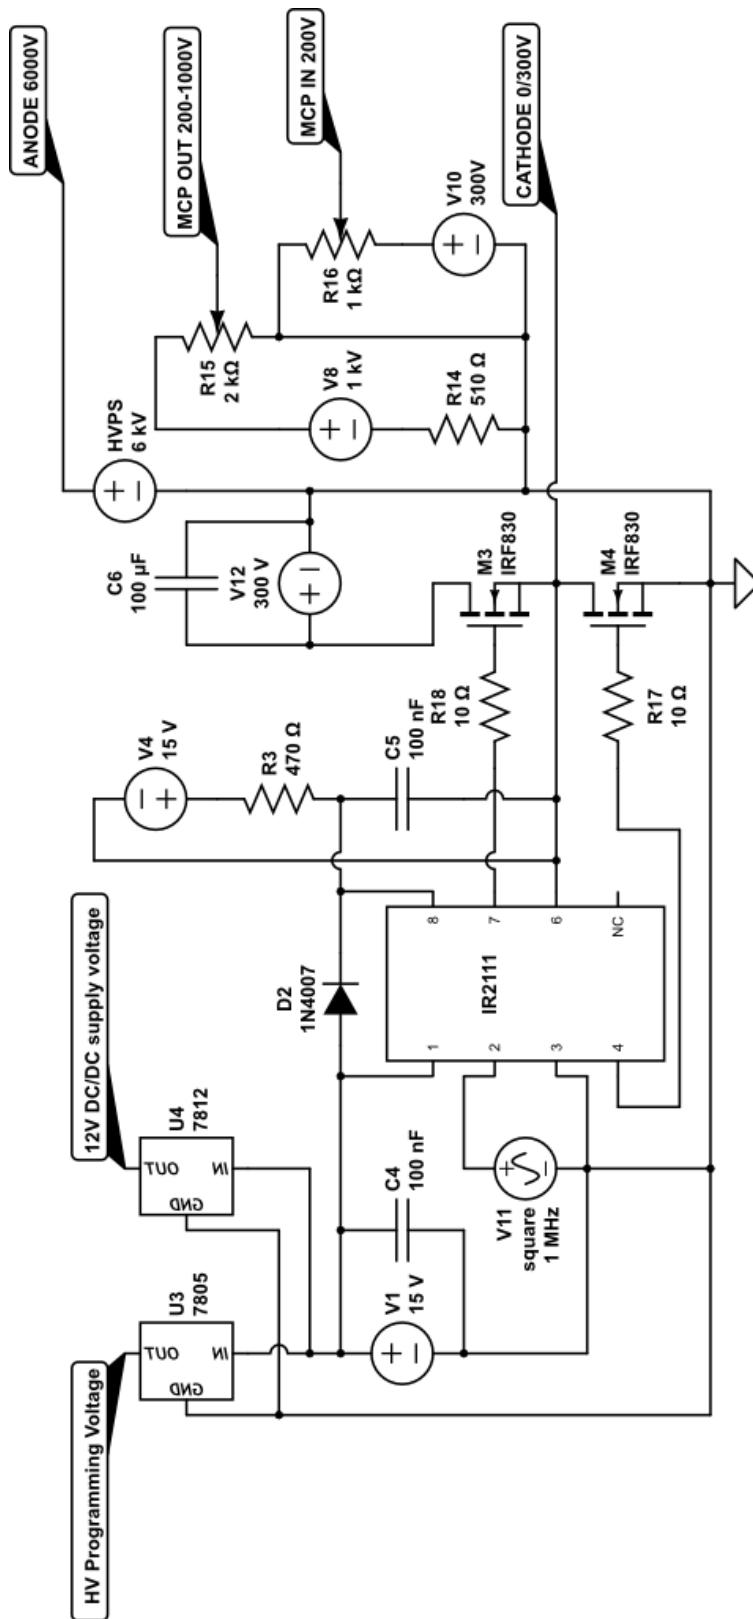 HV Programming Voltage
12V DC/DC supply voltage
ANODE 6000V
MCP OUT 200-1000V
MCP IN 200V
CATHODE 0/300V
U3
7805
OUT
IN
GND
U4
7812
OUT
IN
GND
V4
15 V
R3
470 Ω
C6
100 µF
V12
300 V
HVPS
6 kV
R15
2 kΩ
R16
1 kΩ
V10
300V
V8
1 kV
R14
510 Ω
D2
1N4007
C5
100 nF
R18
10 Ω
M3
IRF830
M4
IRF830
R17
10 Ω
V1
15 V
C4
100 nF
V11
square
1 MHz
IR2111
1
2
3
4
8
7
6
NC